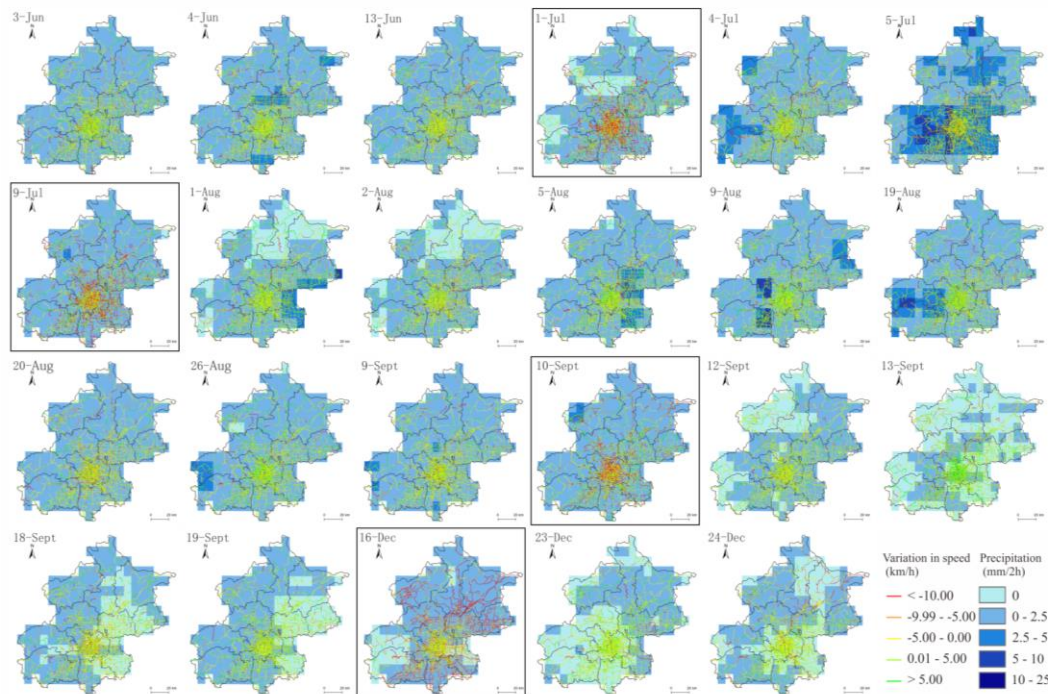 3-Jun
4-Jun
13-Jun
1-Jul
4-Jul
5-Jul
9-Jul
1-Aug
2-Aug
5-Aug
9-Aug
19-Aug
20-Aug
26-Aug
9-Sept
10-Sept
12-Sept
13-Sept
18-Sept
19-Sept
16-Dec
23-Dec
24-Dec
Variation in speed
(km/h)
< -10.00
-9.99 - -5.00
-5.00 - 0.00
0.01 - 5.00
> 5.00
Precipitation
(mm/2h)
0
0 - 2.5
2.5 - 5
5 - 10
10 - 25